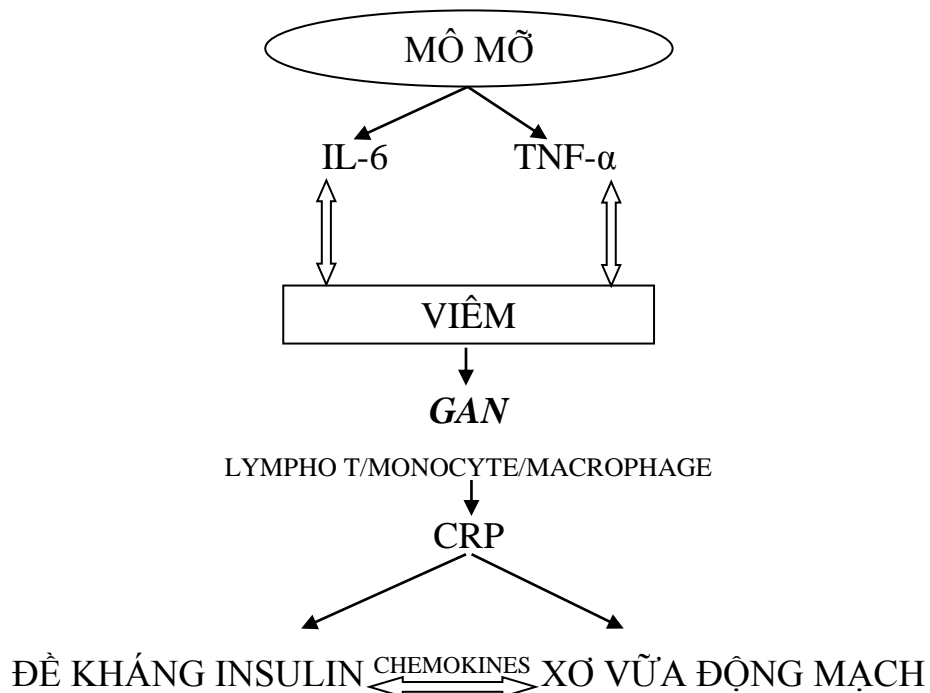 MÔ MỠ
IL-6 TNF-α
VIÊM
GAN
LYMPHO T/MONOCYTE/MACROPHAGE
CRP
ĐỀ KHÁNG INSULIN CHEMOKINES XƠ VỮA ĐỘNG MẠCH